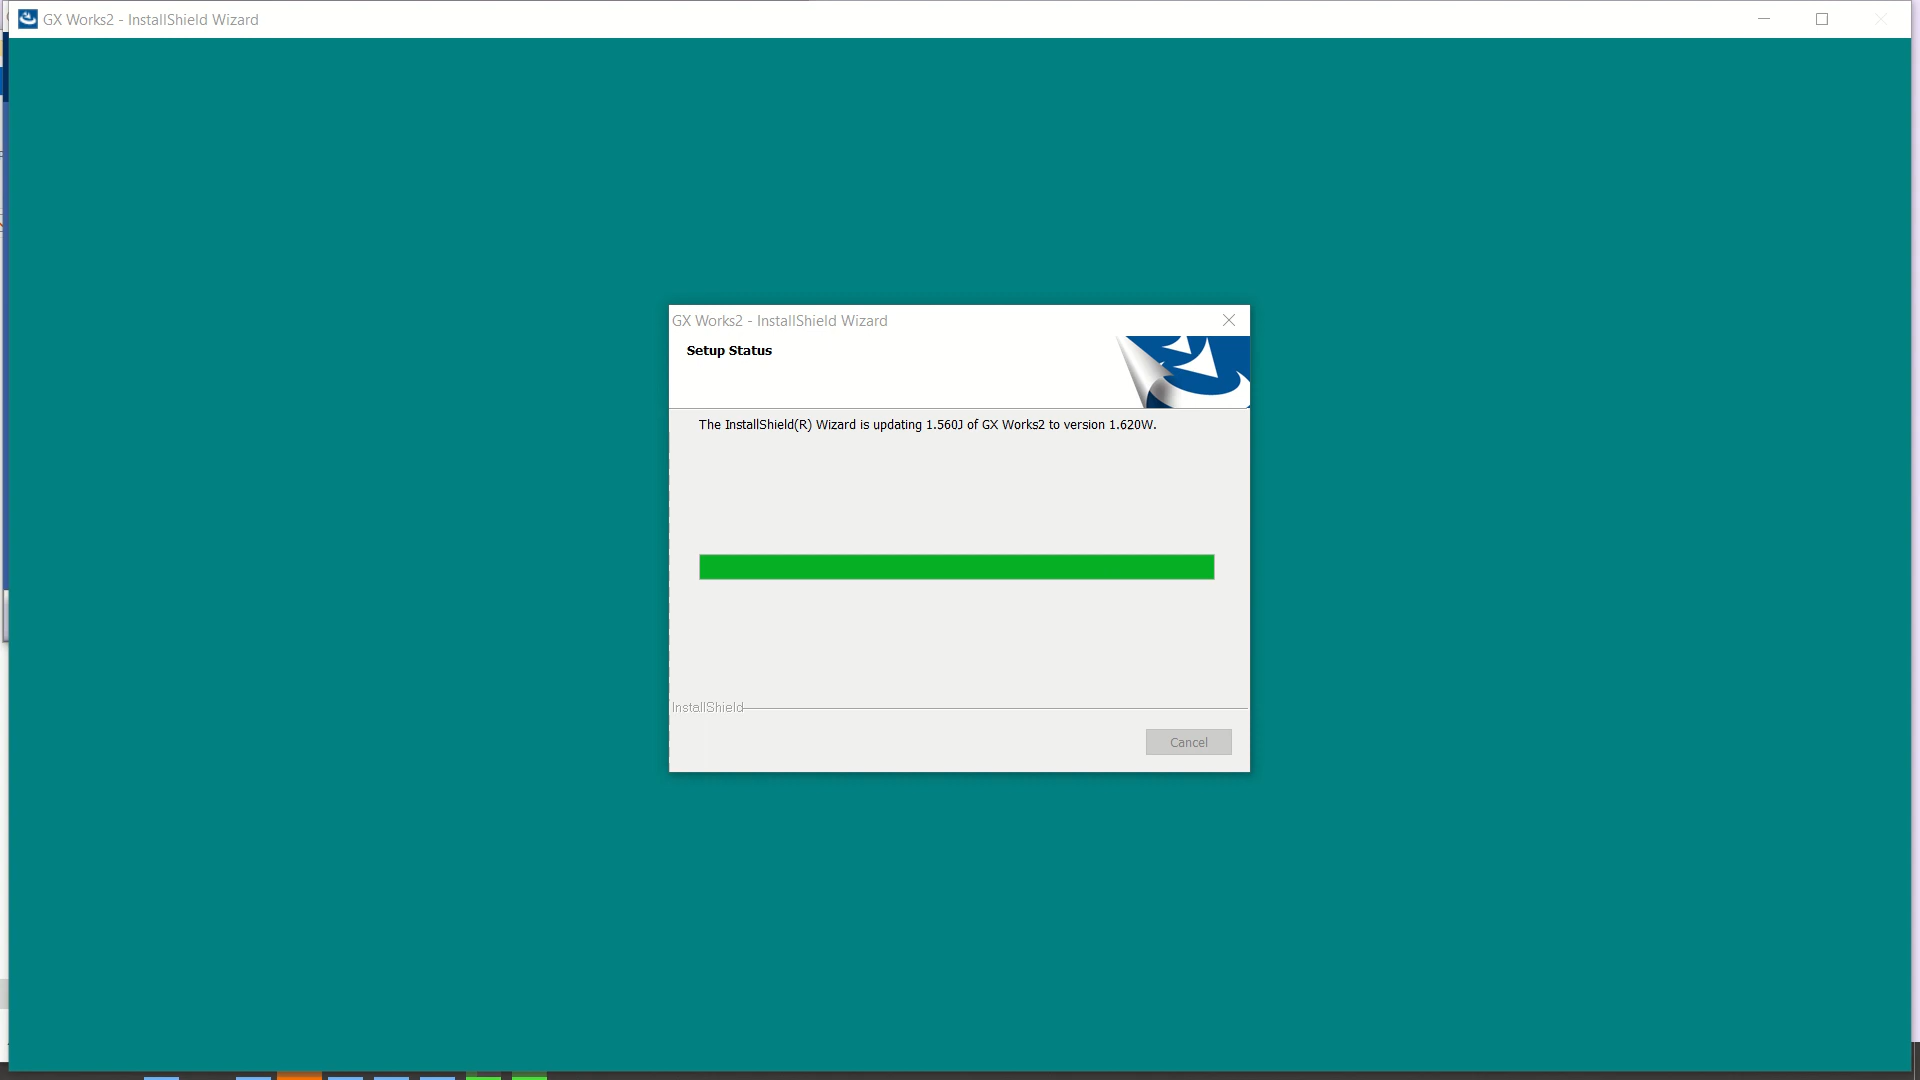 GX Works2 - InstallShield Wizard
GX Works2 - InstallShield Wizard
Setup Status
The InstallShield(R) Wizard is updating 1.560J of GX Works2 to version 1.620W.
InstallShield
Cancel